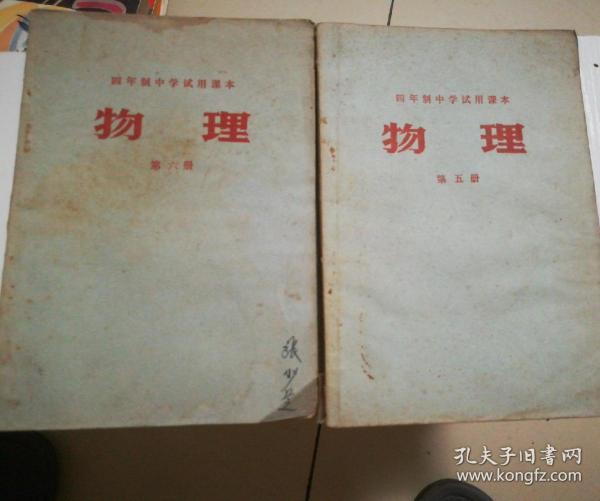 四年制中学试用课本
物理
第六册
张
四年制中学试用课本
物理
第五册
孔夫子旧书网
www.kongfz.com